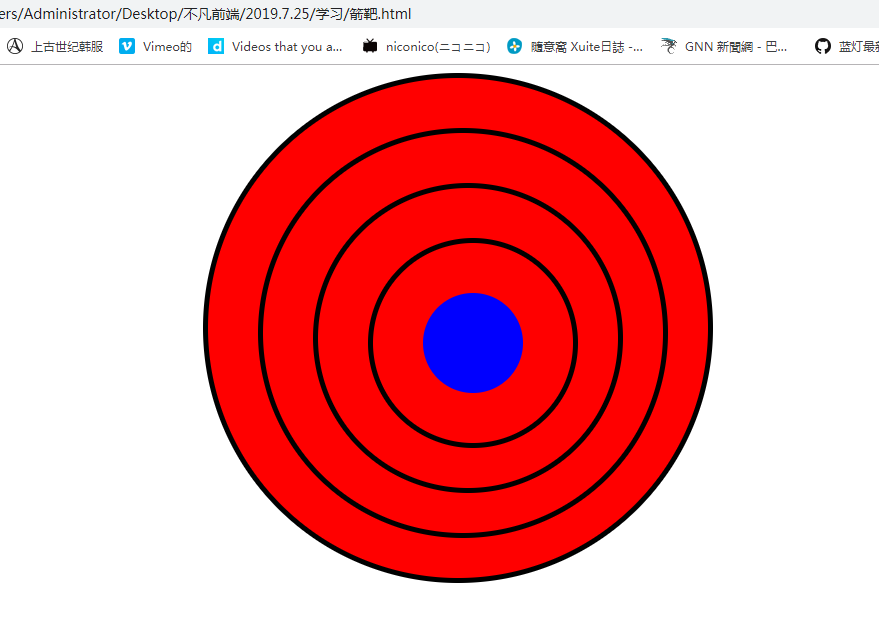 ers/Administrator/Desktop/不凡前端/2019.7.25/学习/箭靶.html
上古世纪韩服 Vimeo的 Videos that you a... niconico(ニコニコ) 隨意窩 Xuite日誌 -... GNN 新聞網 - 巴... 蓝灯最